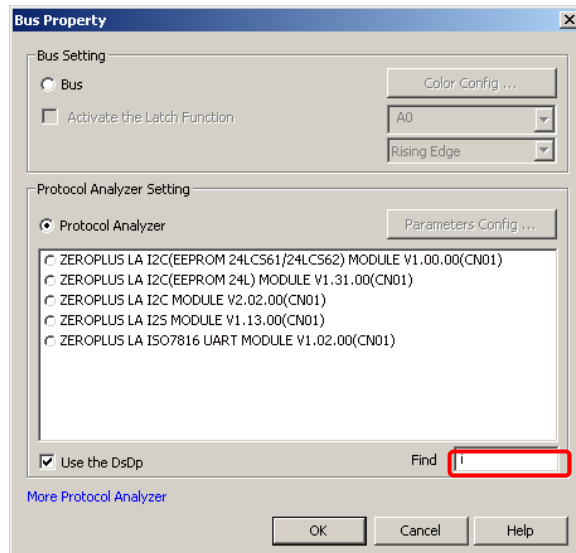 Bus Property
Bus Setting
Bus
Color Config ...
Activate the Latch Function
A0
Rising Edge
Protocol Analyzer Setting
Protocol Analyzer
Parameters Config ...
ZEROPLUS LA I2C(EEPROM 24LCS61/24LCS62) MODULE V1.00.00(CN01)
ZEROPLUS LA I2C(EEPROM 24L) MODULE V1.31.00(CN01)
ZEROPLUS LA I2C MODULE V2.02.00(CN01)
ZEROPLUS LA I2S MODULE V1.13.00(CN01)
ZEROPLUS LA ISO7816 UART MODULE V1.02.00(CN01)
Use the DsDp
Find i
More Protocol Analyzer
OK Cancel Help